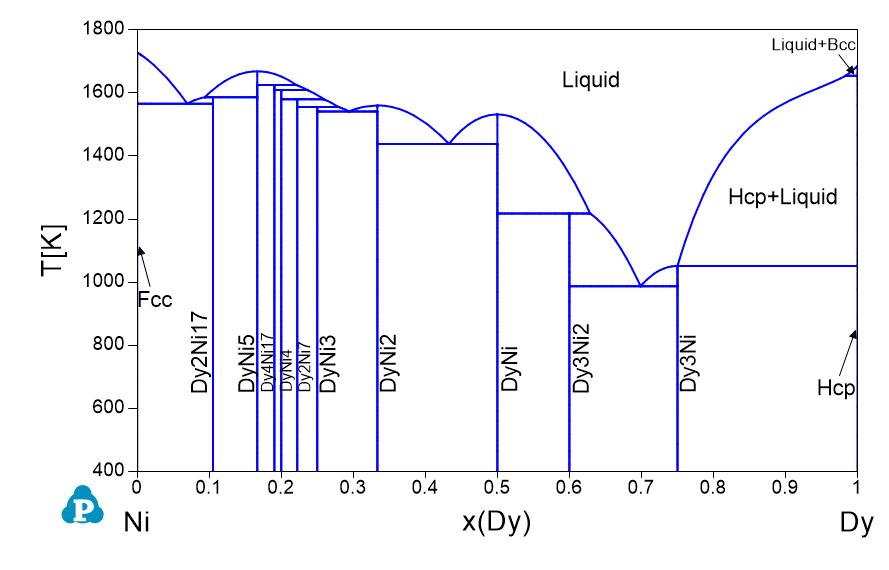 1800
Liquid+Bcc
1600
Liquid
1400
Hcp+Liquid
1200
T[K]
1000
Fcc
800
Dy2Ni17
DyNi5
Dy4Ni17
DyNi4
Dy2Ni7
DyNi3
DyNi2
DyNi
Dy3Ni2
Dy3Ni
Hcp
600
400
0 0.1 0.2 0.3 0.4 0.5 0.6 0.7 0.8 0.9 1
P
Ni x(Dy) Dy